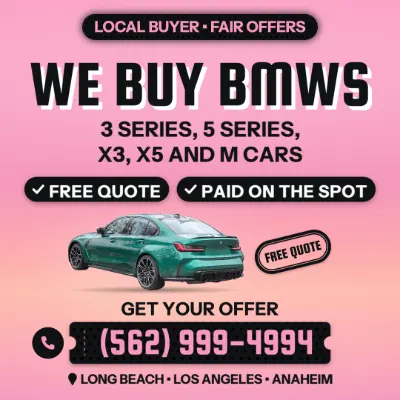 LOCAL BUYER • FAIR OFFERS
WE BUY BMWS
3 SERIES, 5 SERIES,
X3, X5 AND M CARS
✓ FREE QUOTE ✓ PAID ON THE SPOT
FREE QUOTE
GET YOUR OFFER
(562) 999-4994
LONG BEACH • LOS ANGELES • ANAHEIM